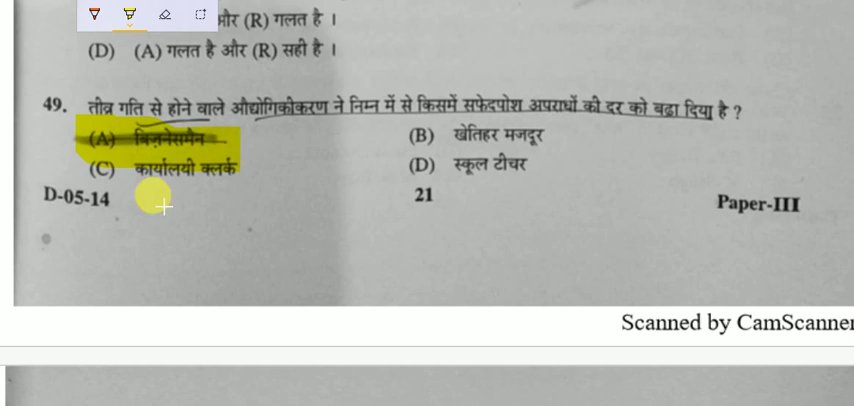 और (R) गलत है ।
(D) (A) गलत है और (R) सही है ।
49. तीव्र गति से होने वाले औद्योगिकीकरण ने निम्न में से किसमें सफेदपोश अपराधों की दर को बढ़ा दिया है ?
(A) बिज़नेसमैन (B) खेतिहर मजदूर
(C) कार्यालयी क्लर्क (D) स्कूल टीचर
D-05-14 21 Paper-III
Scanned by CamScanner